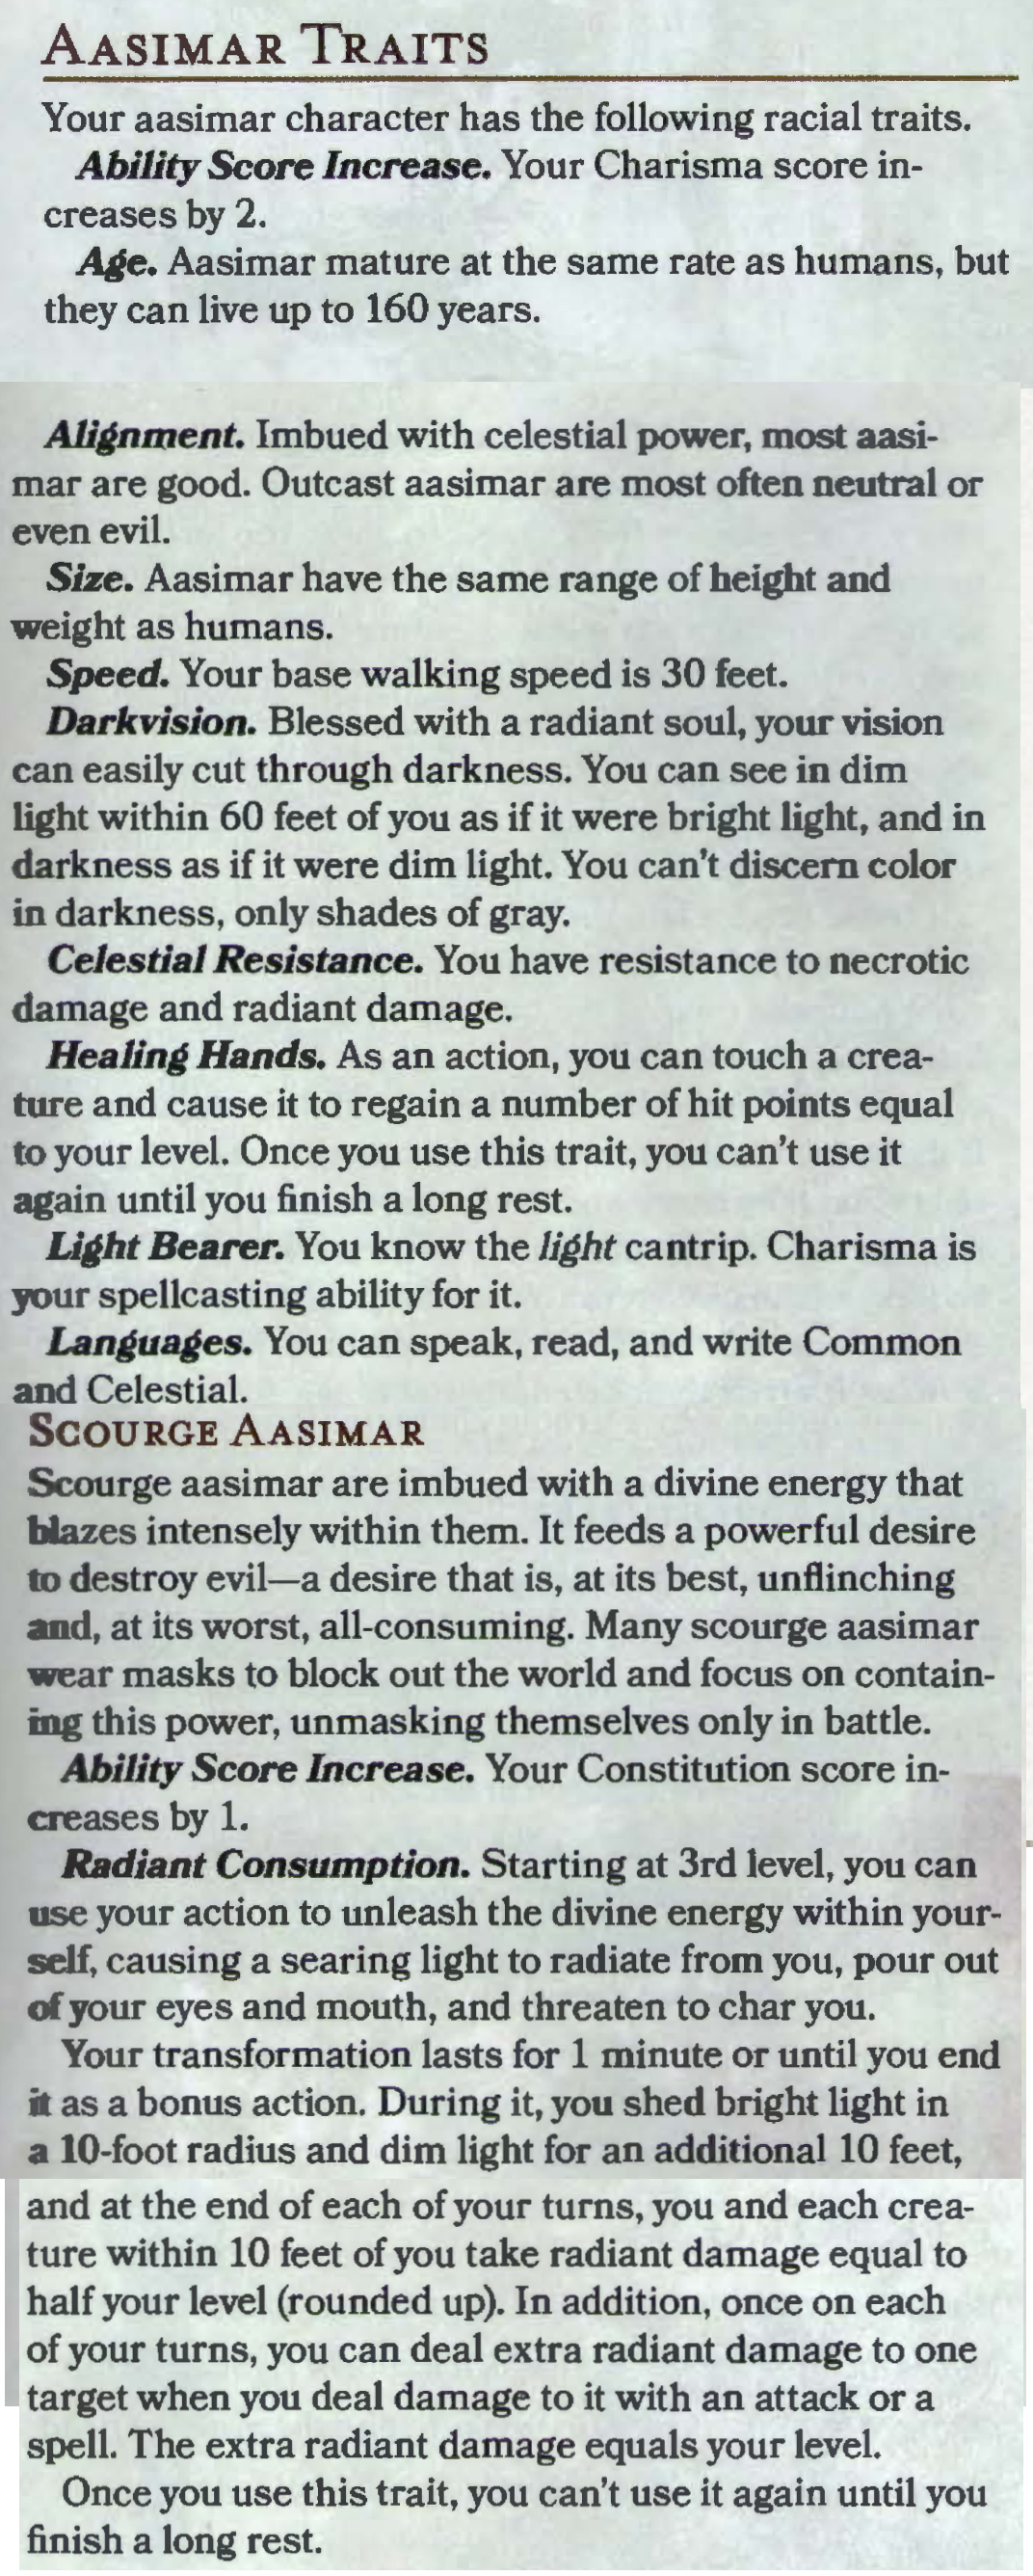 AASIMAR TRAITS
Your aasimar character has the following racial traits.
Ability Score Increase. Your Charisma score in-
creases by 2.
Age. Aasimar mature at the same rate as humans, but
they can live up to 160 years.
Alignment. Imbued with celestial power, most aasi-
mar are good. Outcast aasimar are most often neutral or
even evil.
Size. Aasimar have the same range of height and
weight as humans.
Speed. Your base walking speed is 30 feet.
Darkvision. Blessed with a radiant soul, your vision
can easily cut through darkness. You can see in dim
light within 60 feet of you as if it were bright light, and in
darkness as if it were dim light. You can't discern color
in darkness, only shades of gray.
Celestial Resistance. You have resistance to necrotic
damage and radiant damage.
Healing Hands. As an action, you can touch a crea-
ture and cause it to regain a number of hit points equal
to your level. Once you use this trait, you can't use it
again until you finish a long rest.
Light Bearer. You know the light cantrip. Charisma is
your spellcasting ability for it.
Languages. You can speak, read, and write Common
and Celestial.
SCOURGE AASIMAR
Scourge aasimar are imbued with a divine energy that
blazes intensely within them. It feeds a powerful desire
to destroy evil—a desire that is, at its best, unflinching
and, at its worst, all-consuming. Many scourge aasimar
wear masks to block out the world and focus on contain-
ing this power, unmasking themselves only in battle.
Ability Score Increase. Your Constitution score in-
creases by 1.
Radiant Consumption. Starting at 3rd level, you can
use your action to unleash the divine energy within your-
self, causing a searing light to radiate from you, pour out
of your eyes and mouth, and threaten to char you.
Your transformation lasts for 1 minute or until you end
it as a bonus action. During it, you shed bright light in
a 10-foot radius and dim light for an additional 10 feet,
and at the end of each of your turns, you and each crea-
ture within 10 feet of you take radiant damage equal to
half your level (rounded up). In addition, once on each
of your turns, you can deal extra radiant damage to one
target when you deal damage to it with an attack or a
spell. The extra radiant damage equals your level.
Once you use this trait, you can't use it again until you
finish a long rest.